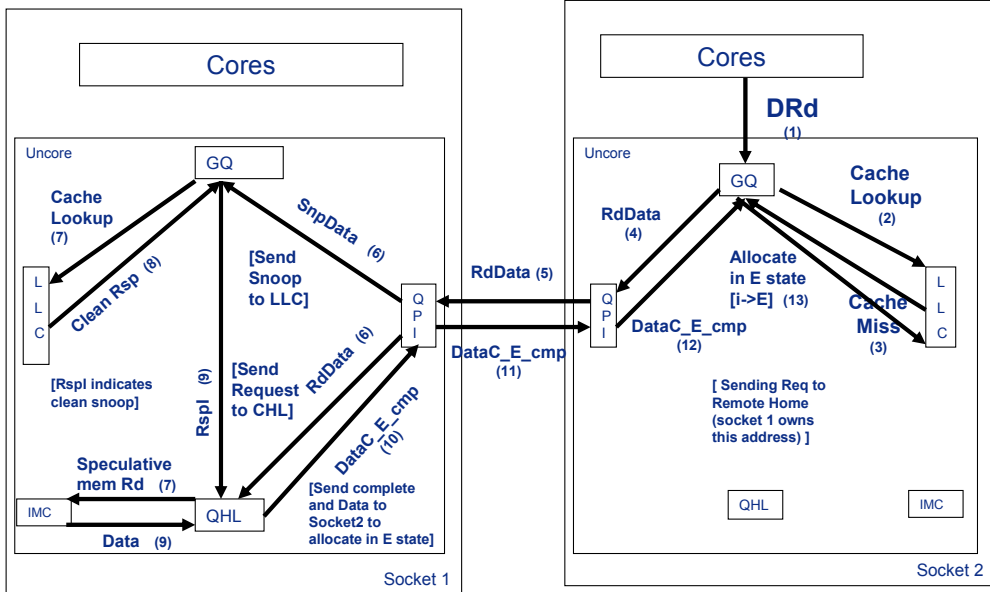 Cores
Uncore
GQ
Cache
Lookup
(7)
Clean Rsp (8)
SnpData (6)
[Send
Snoop
to LLC]
L
L
C
Q
P
I
RspI (9)
[Send
Request
to CHL]
RdData (6)
DataC_E_cmp
(10)
[RspI indicates
clean snoop]
Speculative
mem Rd (7)
IMC
QHL
Data (9)
[Send complete
and Data to
Socket2 to
allocate in E state]
Socket 1
RdData (5)
DataC_E_cmp
(11)
Cores
DRd
(1)
Uncore
GQ
Cache
Lookup
(2)
RdData
(4)
Allocate
in E state
[i->E] (13)
Q
P
I
L
L
C
DataC_E_cmp
(12)
Cache
Miss
(3)
[ Sending Req to
Remote Home
(socket 1 owns
this address) ]
QHL
IMC
Socket 2